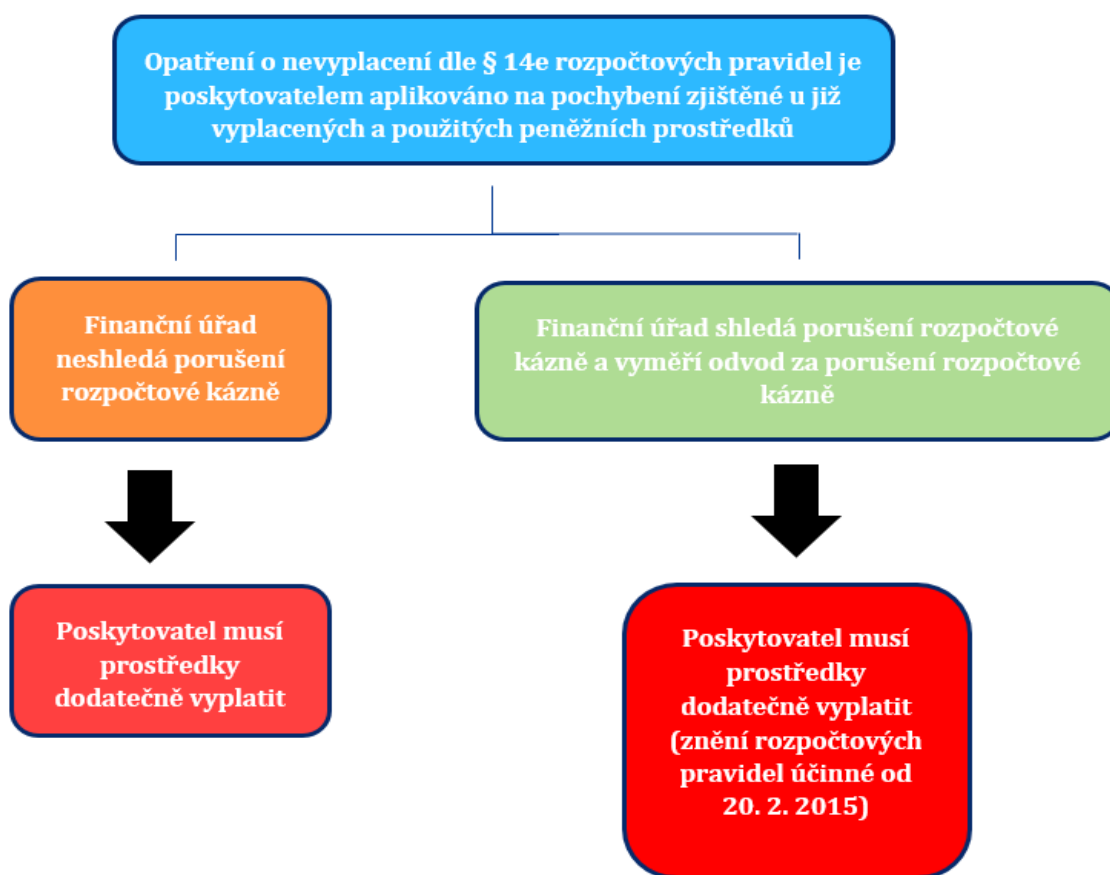 Opatření o nevyplacení dle § 14e rozpočtových pravidel je
poskytovatelem aplikováno na pochybení zjištěné u již
vyplacených a použitých peněžních prostředků
Finanční úřad
neshledá porušení
rozpočtové kázně
Finanční úřad shledá porušení rozpočtové
kázně a vyměří odvod za porušení rozpočtové
kázně
Poskytovatel musí
prostředky
dodatečně vyplatit
Poskytovatel musí
prostředky
dodatečně vyplatit
(znění rozpočtových
pravidel účinné od
20. 2. 2015)